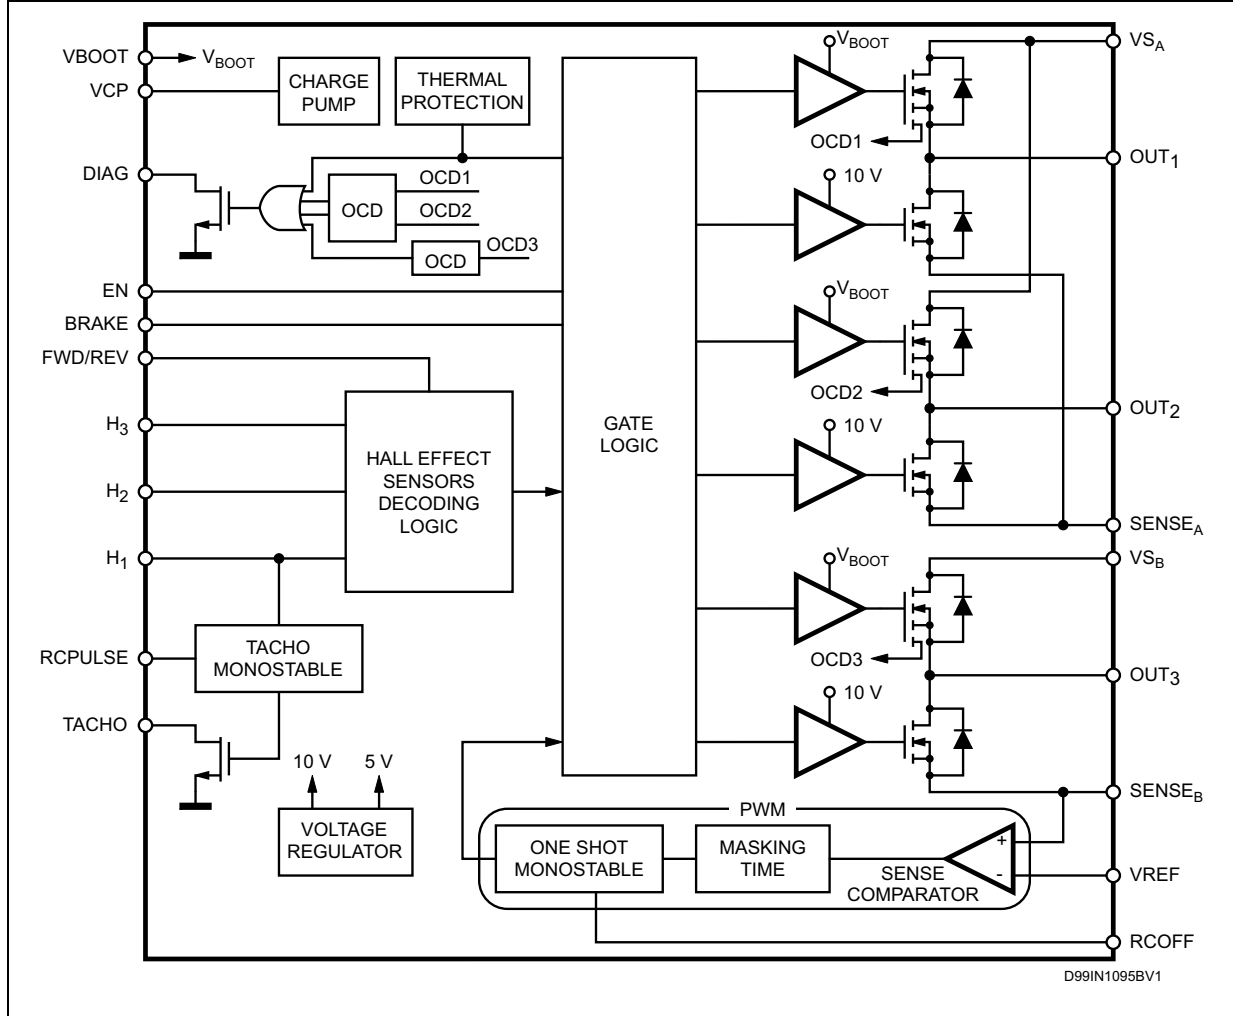 VBOOT
VBOOT
VCP
CHARGE
PUMP
THERMAL
PROTECTION
DIAG
OCD
OCD1
OCD2
OCD
OCD3
EN
BRAKE
FWD/REV
H3
H2
H1
HALL EFFECT
SENSORS
DECODING
LOGIC
RCPULSE
TACHO
MONOSTABLE
TACHO
10 V
5 V
VOLTAGE
REGULATOR
GATE
LOGIC
VBOOT
OCD1
10 V
VBOOT
OCD2
10 V
VBOOT
OCD3
10 V
VSA
OUT1
OUT2
SENSEA
VSB
OUT3
SENSEB
PWM
ONE SHOT
MONOSTABLE
MASKING
TIME
+
-
SENSE
COMPARATOR
VREF
RCOFF
D99IN1095BV1